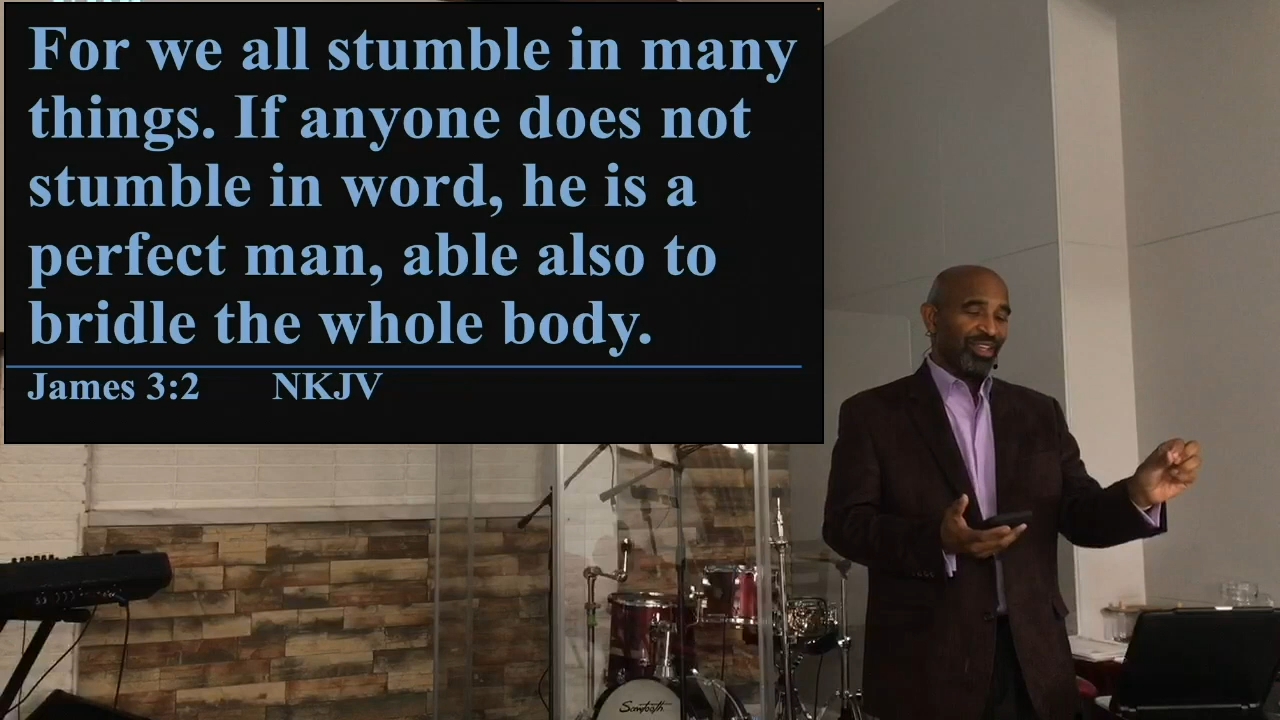 For we all stumble in many
things. If anyone does not
stumble in word, he is a
perfect man, able also to
bridle the whole body.
James 3:2 NKJV
Sawtooth